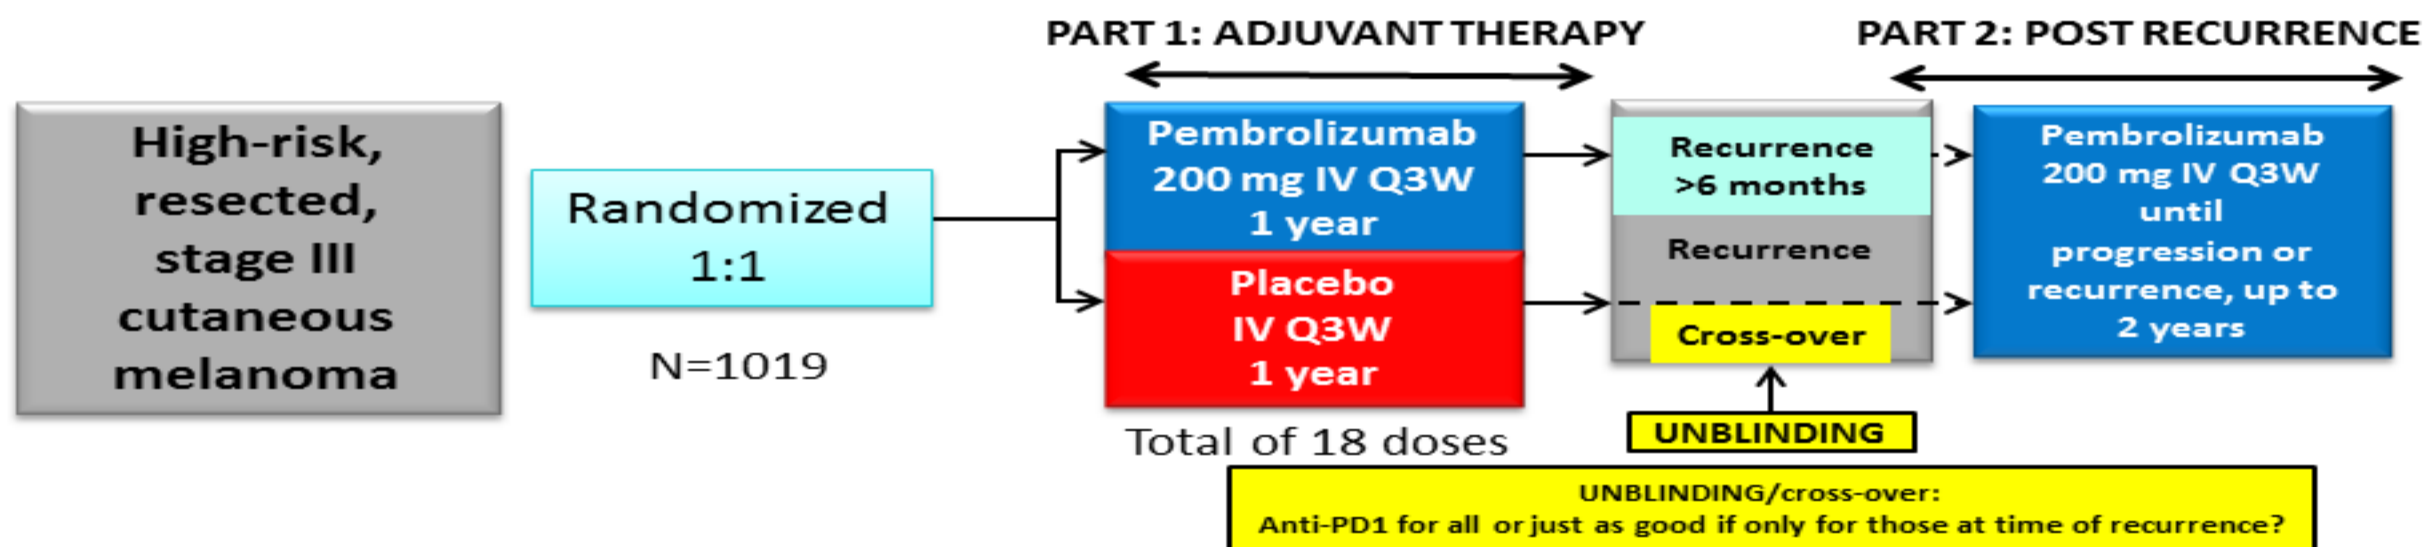 PART 1: ADJUVANT THERAPY
PART 2: POST RECURRENCE
High-risk,
resected,
stage III
cutaneous
melanoma
Randomized
1:1
N=1019
Pembrolizumab
200 mg IV Q3W
1 year
Placebo
IV Q3W
1 year
Total of 18 doses
Recurrence
>6 months
Recurrence
Cross-over
UNBLINDING
Pembrolizumab
200 mg IV Q3W
until
progression or
recurrence, up to
2 years
UNBLINDING/cross-over:
Anti-PD1 for all or just as good if only for those at time of recurrence?